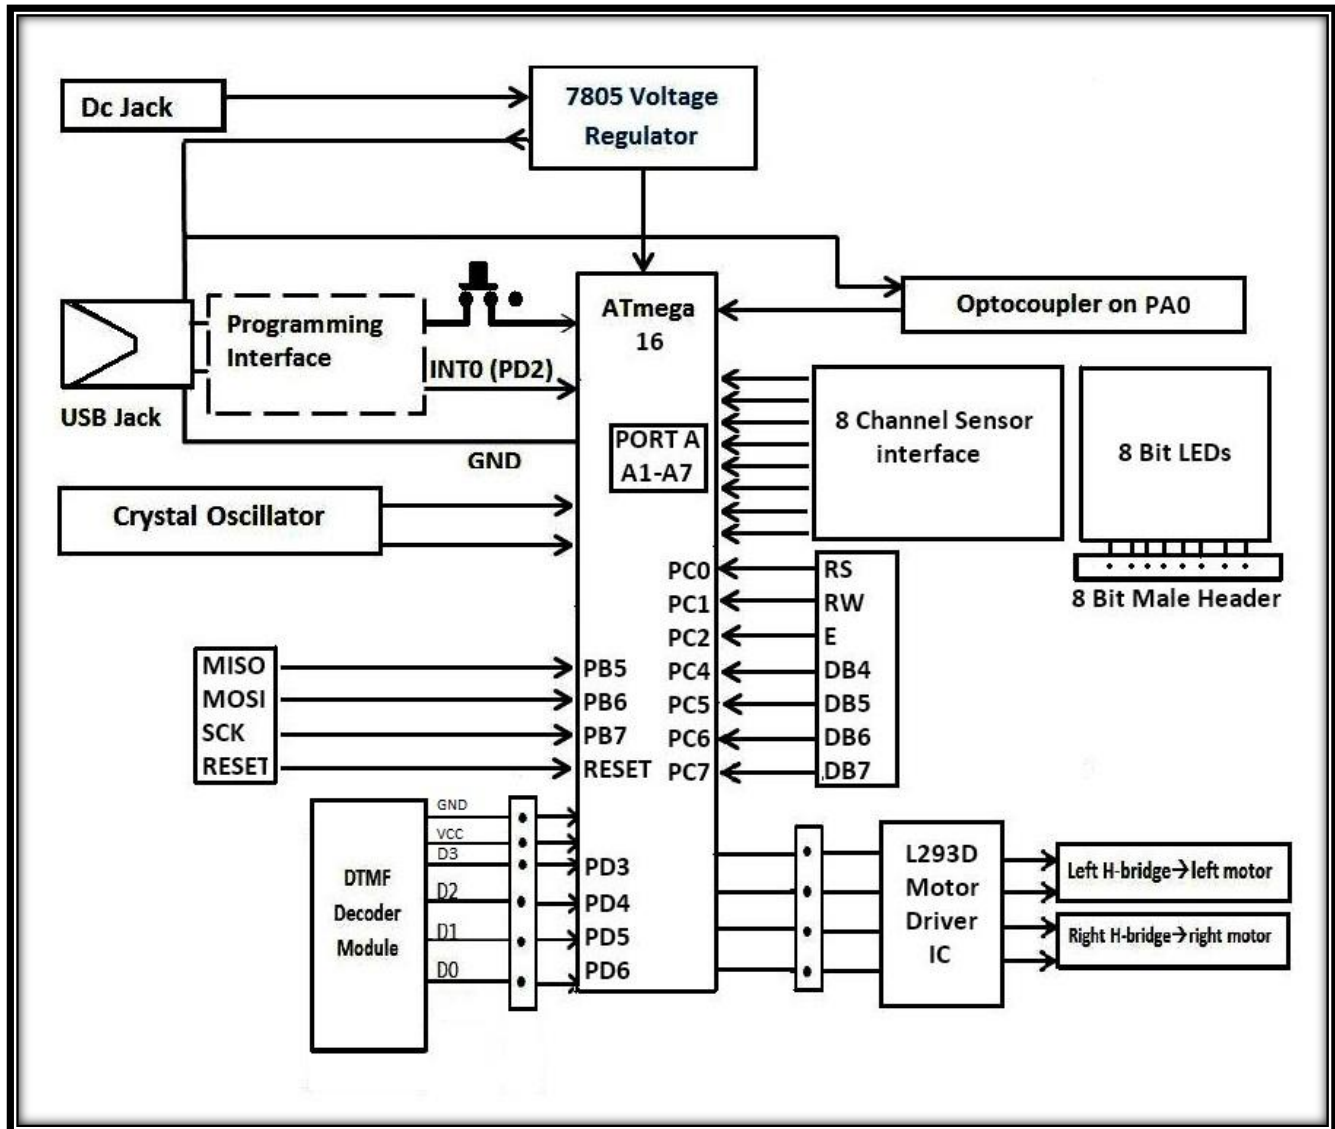 Dc Jack
7805 Voltage
Regulator
Programming
Interface
INT0 (PD2)
USB Jack
GND
ATmega
16
Optocoupler on PA0
PORT A
A1-A7
8 Channel Sensor
interface
8 Bit LEDs
8 Bit Male Header
Crystal Oscillator
PC0
PC1
PC2
PC4
PC5
PC6
PC7
RS
RW
E
DB4
DB5
DB6
DB7
MISO
MOSI
SCK
RESET
PB5
PB6
PB7
RESET
DTMF
Decoder
Module
GND
VCC
D3
D2
D1
D0
PD3
PD4
PD5
PD6
L293D
Motor
Driver
IC
Left H-bridge→left motor
Right H-bridge→right motor